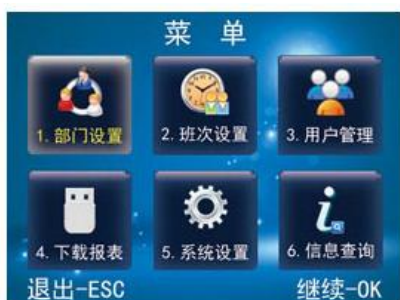 菜 单
1. 部门设置 2. 班次设置 3. 用户管理
4. 下载报表 5. 系统设置 6. 信息查询
退出-ESC 继续-OK